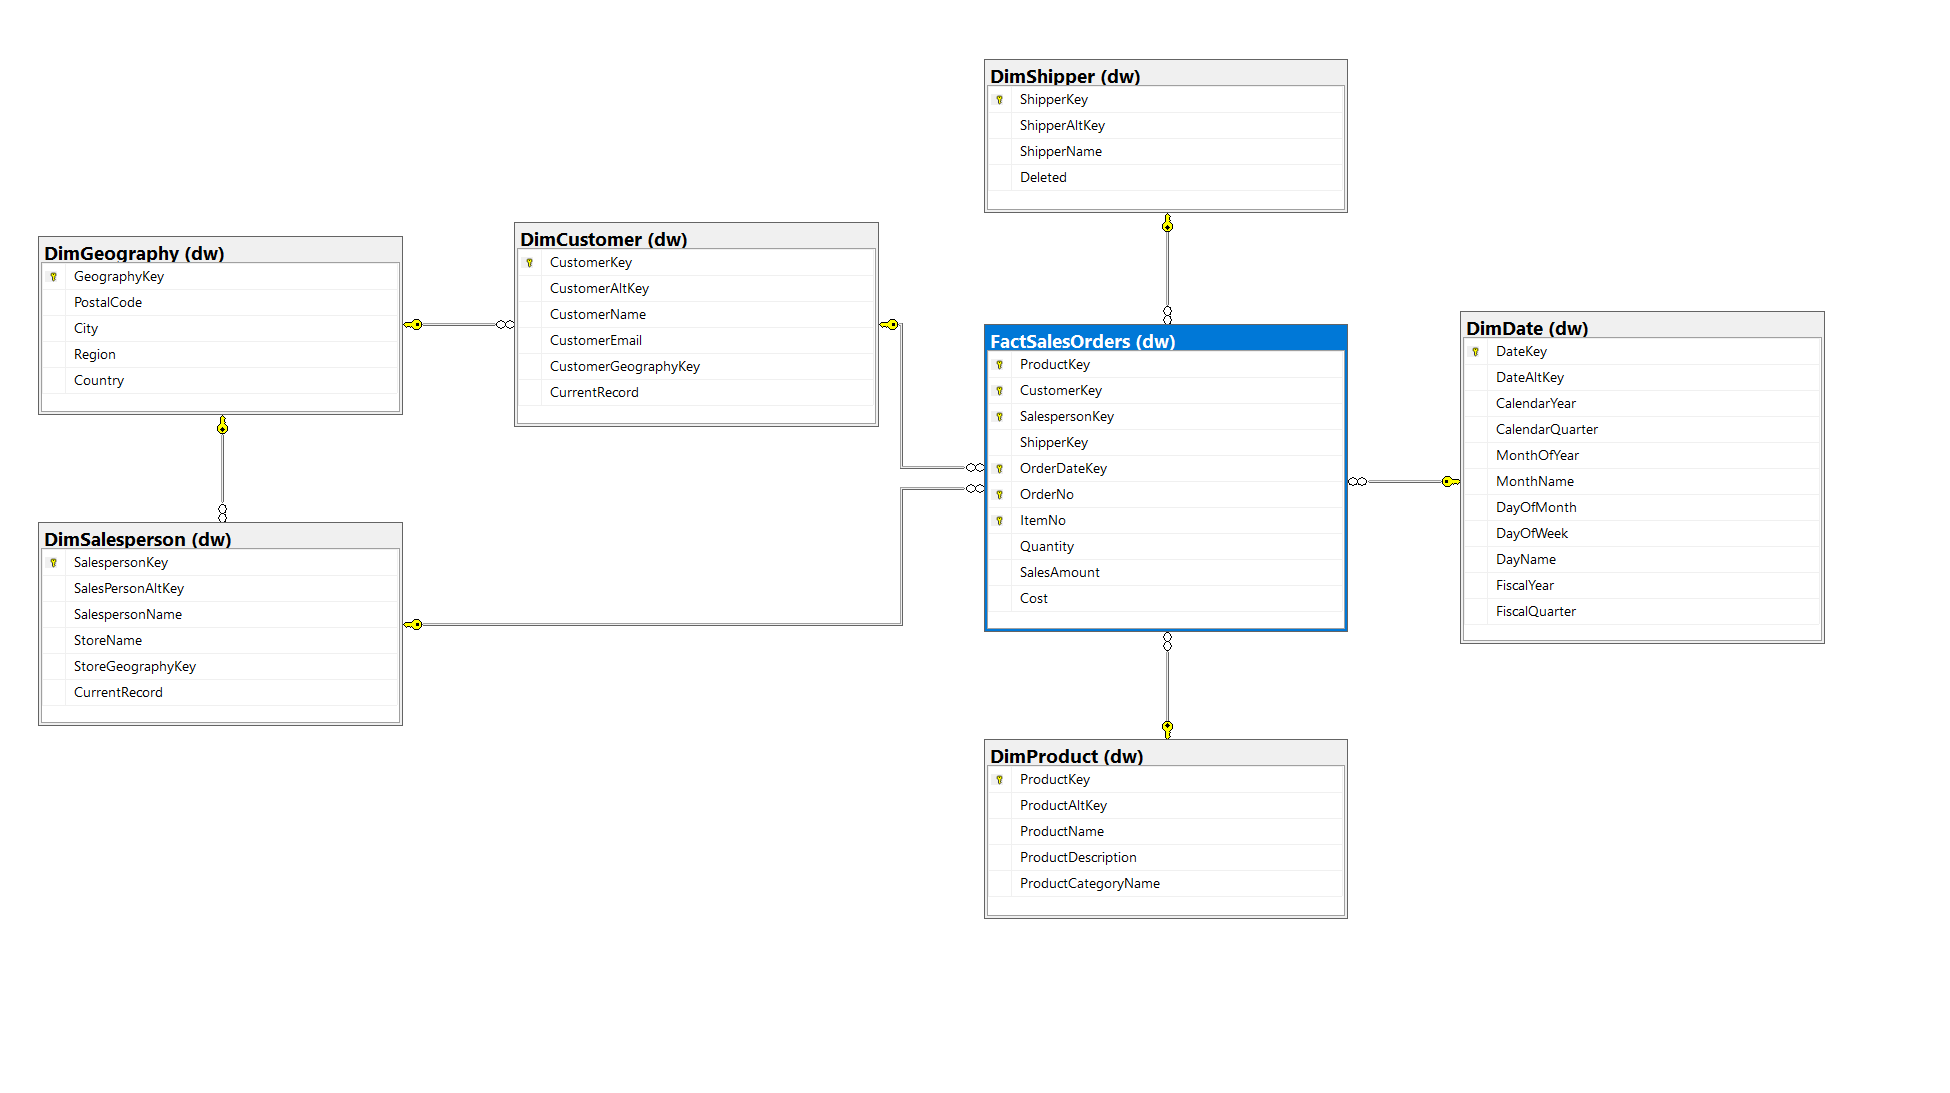 DimShipper (dw)
ShipperKey
ShipperAltKey
ShipperName
Deleted
DimGeography (dw)
GeographyKey
PostalCode
City
Region
Country
DimCustomer (dw)
CustomerKey
CustomerAltKey
CustomerName
CustomerEmail
CustomerGeographyKey
CurrentRecord
FactSalesOrders (dw)
ProductKey
CustomerKey
SalespersonKey
ShipperKey
OrderDateKey
OrderNo
ItemNo
Quantity
SalesAmount
Cost
DimDate (dw)
DateKey
DateAltKey
CalendarYear
CalendarQuarter
MonthOfYear
MonthName
DayOfMonth
DayOfWeek
DayName
FiscalYear
FiscalQuarter
DimSalesperson (dw)
SalespersonKey
SalesPersonAltKey
SalespersonName
StoreName
StoreGeographyKey
CurrentRecord
DimProduct (dw)
ProductKey
ProductAltKey
ProductName
ProductDescription
ProductCategoryName